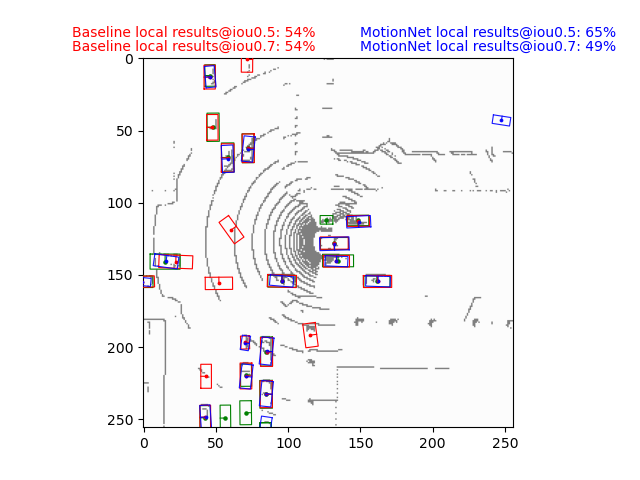 Baseline local results@iou0.5: 54% MotionNet local results@iou0.5: 65%
Baseline local results@iou0.7: 54% MotionNet local results@iou0.7: 49%
0
50
100
150
200
250
0 50 100 150 200 250